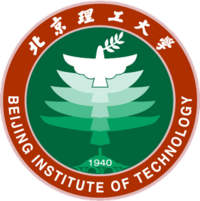 北京理工大学
1940
BEIJING INSTITUTE OF TECHNOLOGY